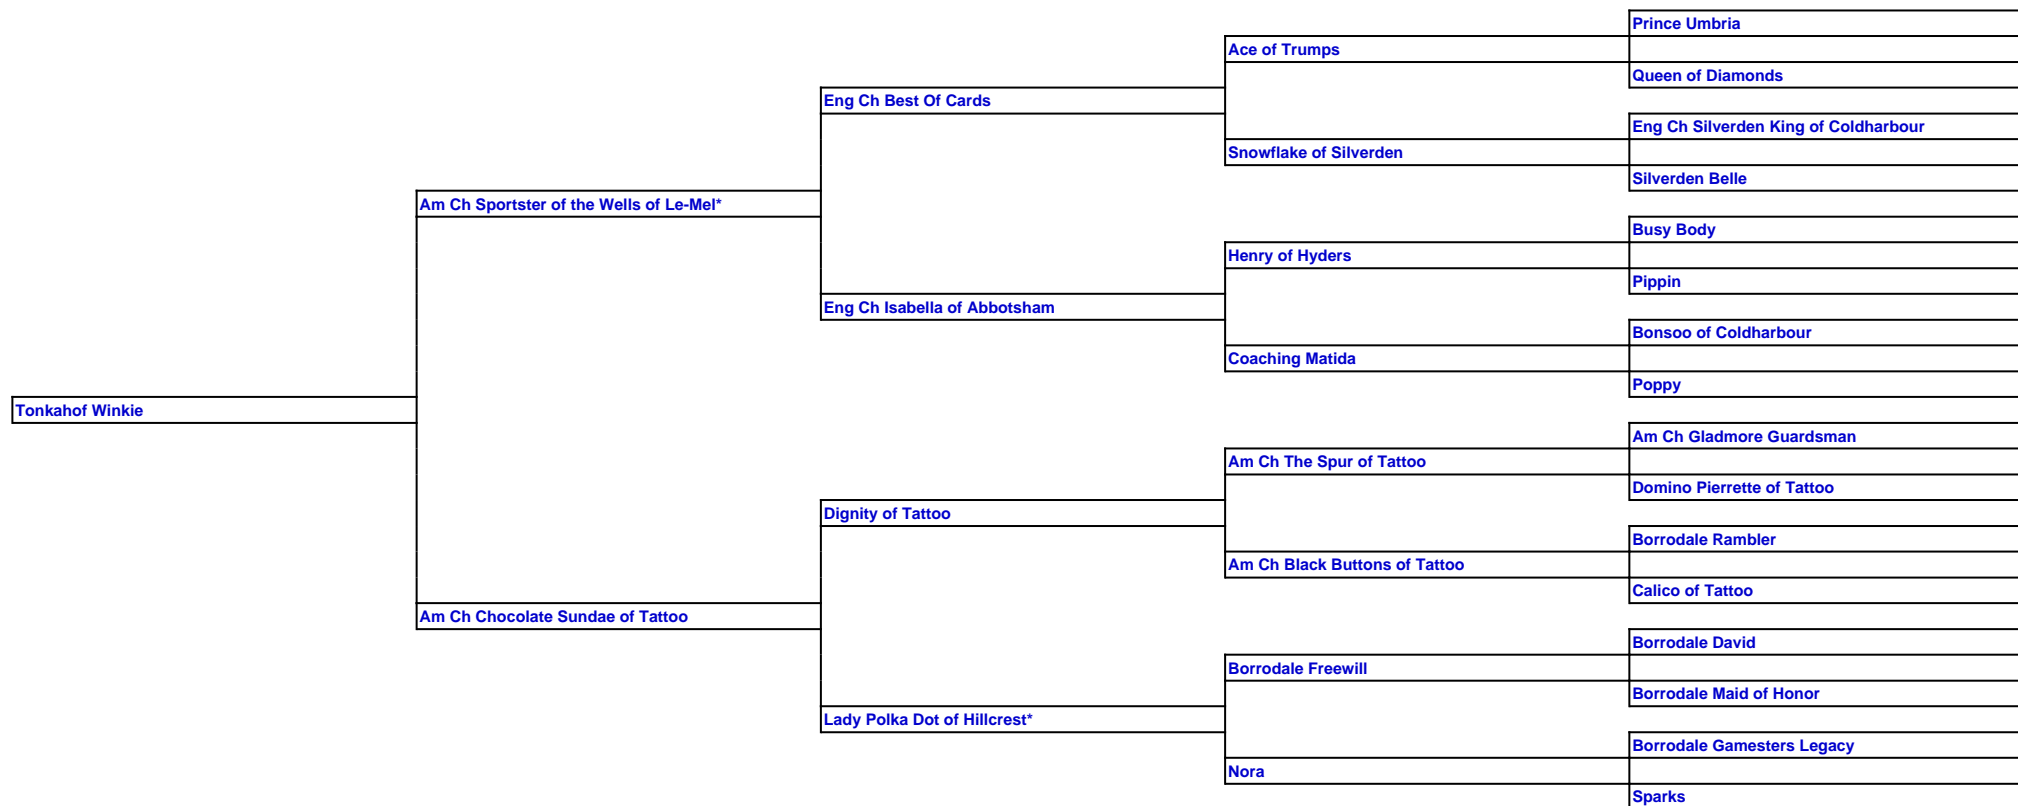 Prince Umbria
Ace of Trumps
Queen of Diamonds
Eng Ch Best Of Cards
Eng Ch Silverden King of Coldharbour
Snowflake of Silverden
Silverden Belle
Am Ch Sportster of the Wells of Le-Mel*
Busy Body
Henry of Hyders
Pippin
Eng Ch Isabella of Abbotsham
Bonsoo of Coldharbour
Coaching Matida
Poppy
Tonkahof Winkie
Am Ch Gladmore Guardsman
Am Ch The Spur of Tattoo
Domino Pierrette of Tattoo
Dignity of Tattoo
Borrodale Rambler
Am Ch Black Buttons of Tattoo
Calico of Tattoo
Am Ch Chocolate Sundae of Tattoo
Borrodale David
Borrodale Freewill
Borrodale Maid of Honor
Lady Polka Dot of Hillcrest*
Borrodale Gamesters Legacy
Nora
Sparks